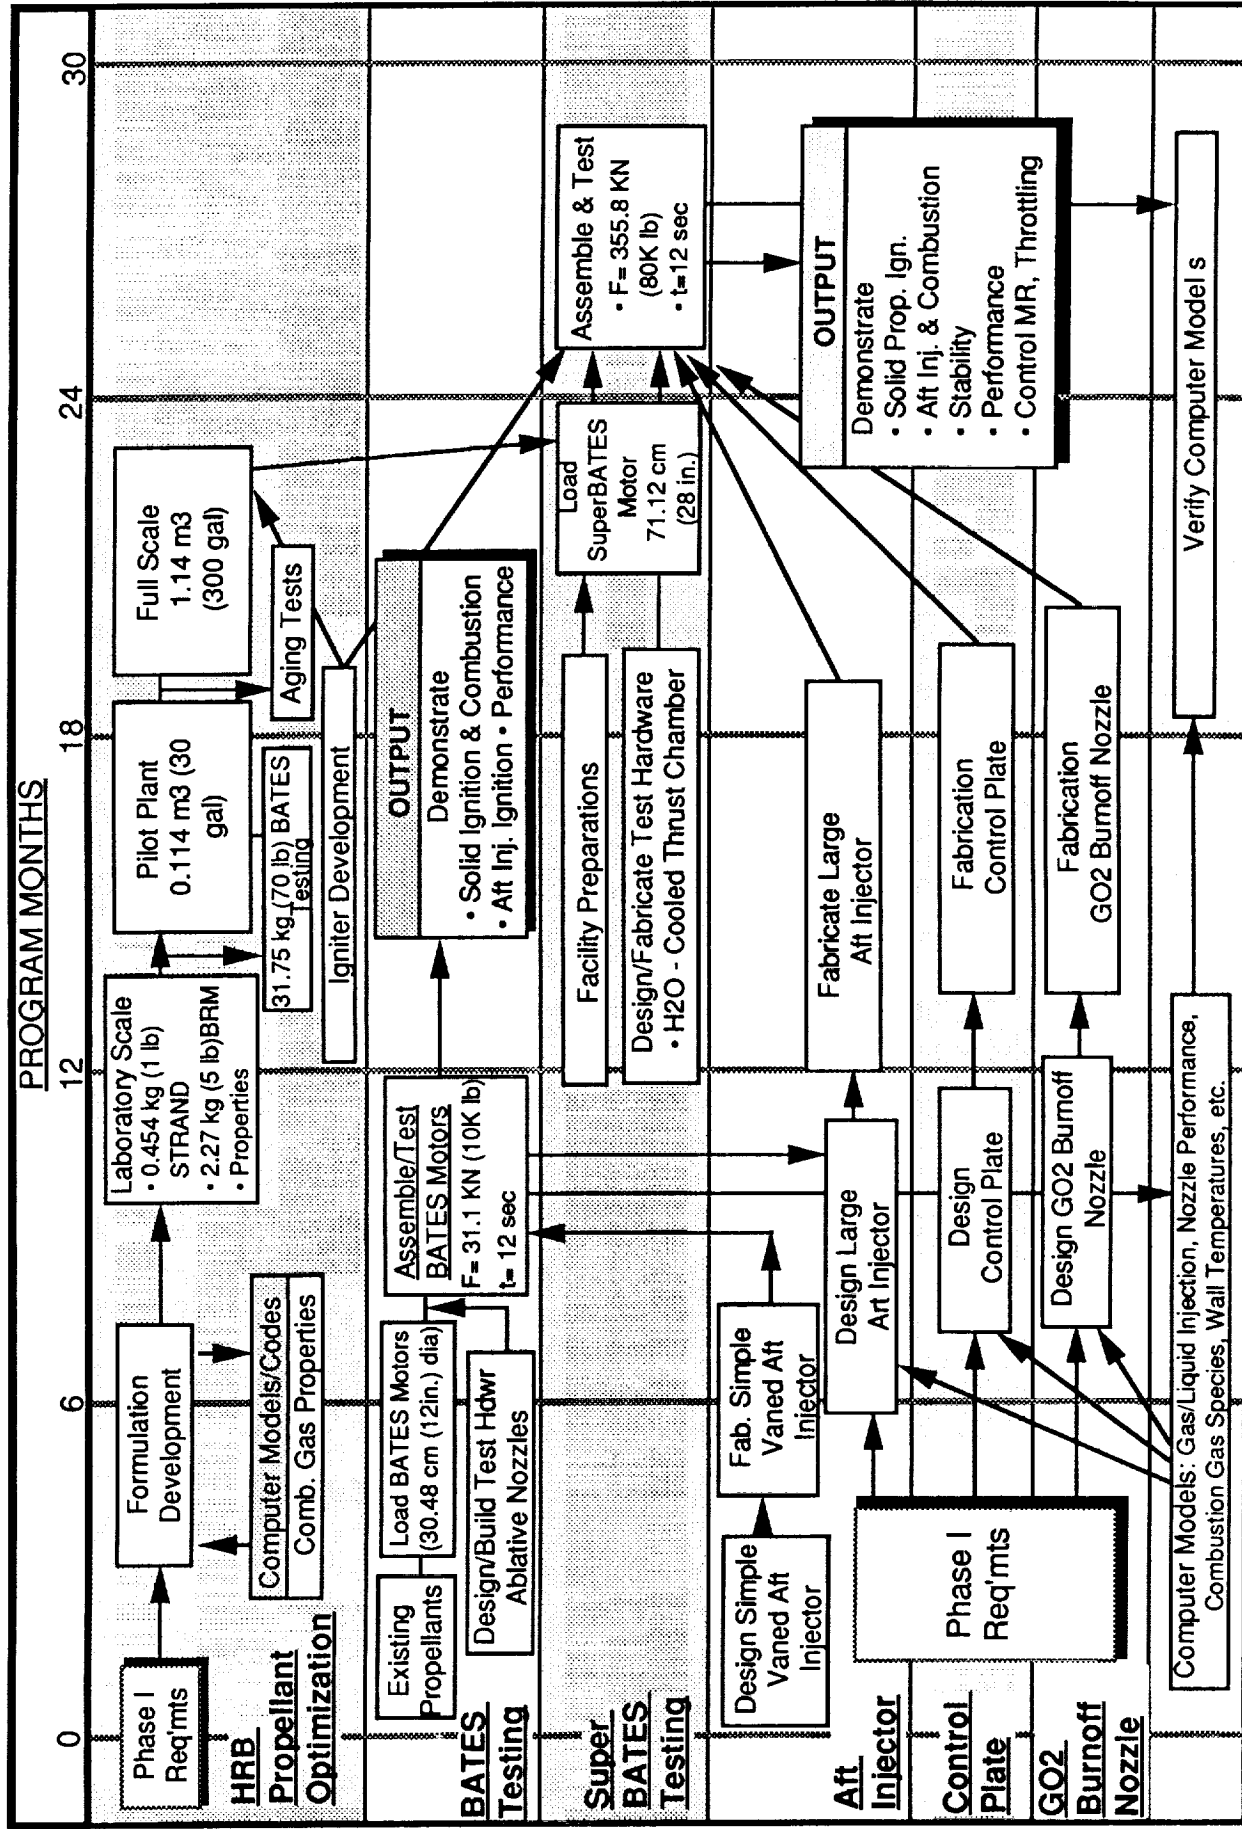 PROGRAM MONTHS
0
6
12
18
24
30
HRB
Propellant
Optimization
Phase I
Req'mts
Formulation
Development
Computer Models/Codes
Comb. Gas Properties
Laboratory Scale
• 0.454 kg (1 lb)
STRAND
• 2.27 kg (5 lb)BRM
• Properties
Pilot Plant
0.114 m3 (30
gal)
31.75 kg (70 lb) BATES
Testing
Igniter Development
Full Scale
1.14 m3
(300 gal)
Aging Tests
BATES
Testing
Existing
Propellants
Load BATES Motors
(30.48 cm (12in.) dia)
Design/Build Test Hdwr
Ablative Nozzles
Assemble/Test
BATES Motors
F= 31.1 KN (10K lb)
t= 12 sec
OUTPUT
Demonstrate
• Solid Ignition & Combustion
• Aft Inj. Ignition • Performance
Super
BATES
Testing
Facility Preparations
Design/Fabricate Test Hardware
• H2O - Cooled Thrust Chamber
Load
SuperBATES
Motor
71.12 cm
(28 in.)
Assemble & Test
• F= 355.8 KN
(80K lb)
• t=12 sec
Aft
Injector
Design Simple
Vaned Aft
Injector
Fab. Simple
Vaned Aft
Injector
Design Large
Art Injector
Fabricate Large
Aft Injector
OUTPUT
Demonstrate
• Solid Prop. Ign.
• Aft Inj. & Combustion
• Stability
• Performance
• Control MR, Throttling
Phase I
Req'mts
Control
Plate
Design
Control Plate
Fabrication
Control Plate
GO2
Burnoff
Nozzle
Design GO2 Burnoff
Nozzle
Fabrication
GO2 Burnoff Nozzle
Computer Models: Gas/Liquid Injection, Nozzle Performance,
Combustion Gas Species, Wall Temperatures, etc.
Verify Computer Models